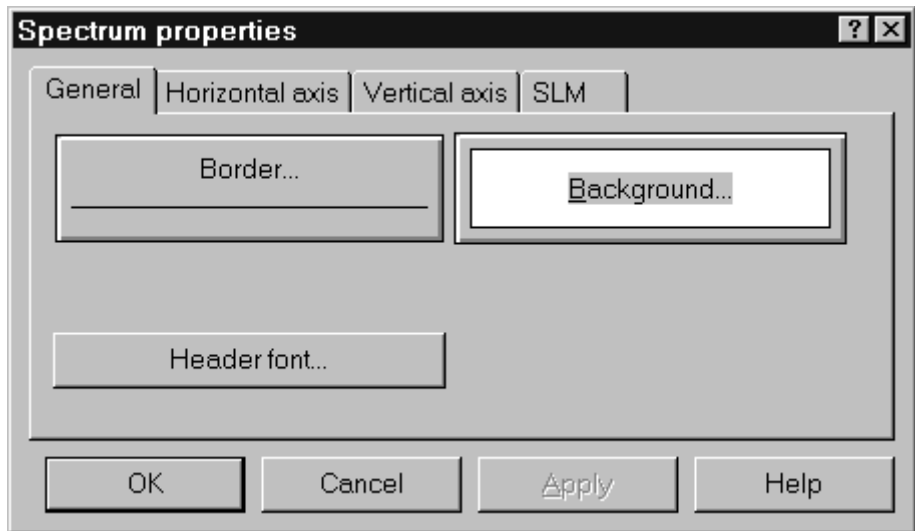 Spectrum properties
General Horizontal axis Vertical axis SLM
Border... Background...
Header font...
OK Cancel Apply Help